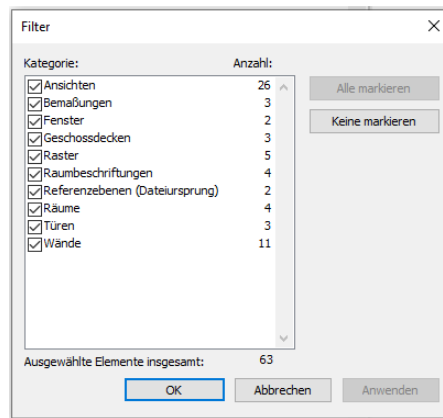 Filter
Kategorie: Anzahl:
Ansichten 26
Bemaßungen 3
Fenster 2
Geschossdecken 3
Raster 5
Raumbeschriftungen 4
Referenzebenen (Dateiursprung) 2
Räume 4
Türen 3
Wände 11
Alle markieren
Keine markieren
Ausgewählte Elemente insgesamt: 63
OK Abbrechen Anwenden